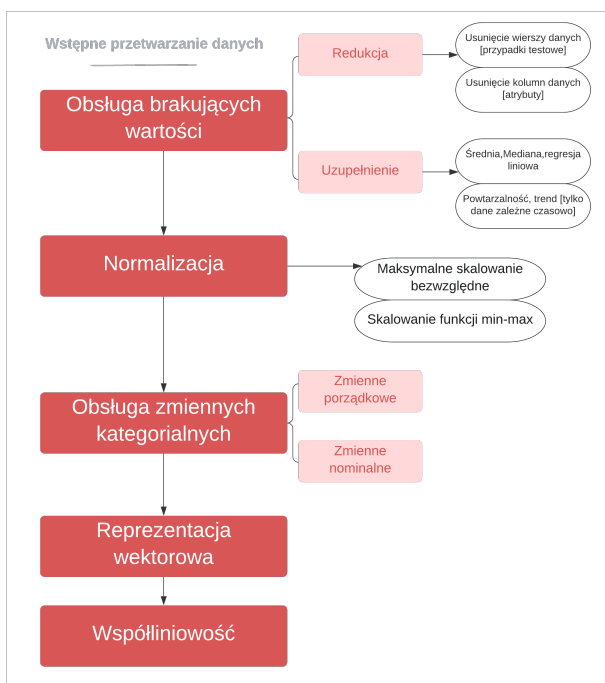 Wstępne przetwarzanie danych
Obsługa brakujących
wartości
Redukcja
Usunięcie wierszy danych
[przypadki testowe]
Usunięcie kolumn danych
[atrybuty]
Uzupełnienie
Średnia,Mediana,regresja
liniowa
Powtarzalność, trend [tylko
dane zależne czasowo]
Normalizacja
Maksymalne skalowanie
bezwzględne
Skalowanie funkcji min-max
Obsługa zmiennych
kategorialnych
Zmienne
porządkowe
Zmienne
nominalne
Reprezentacja
wektorowa
Współliniowość